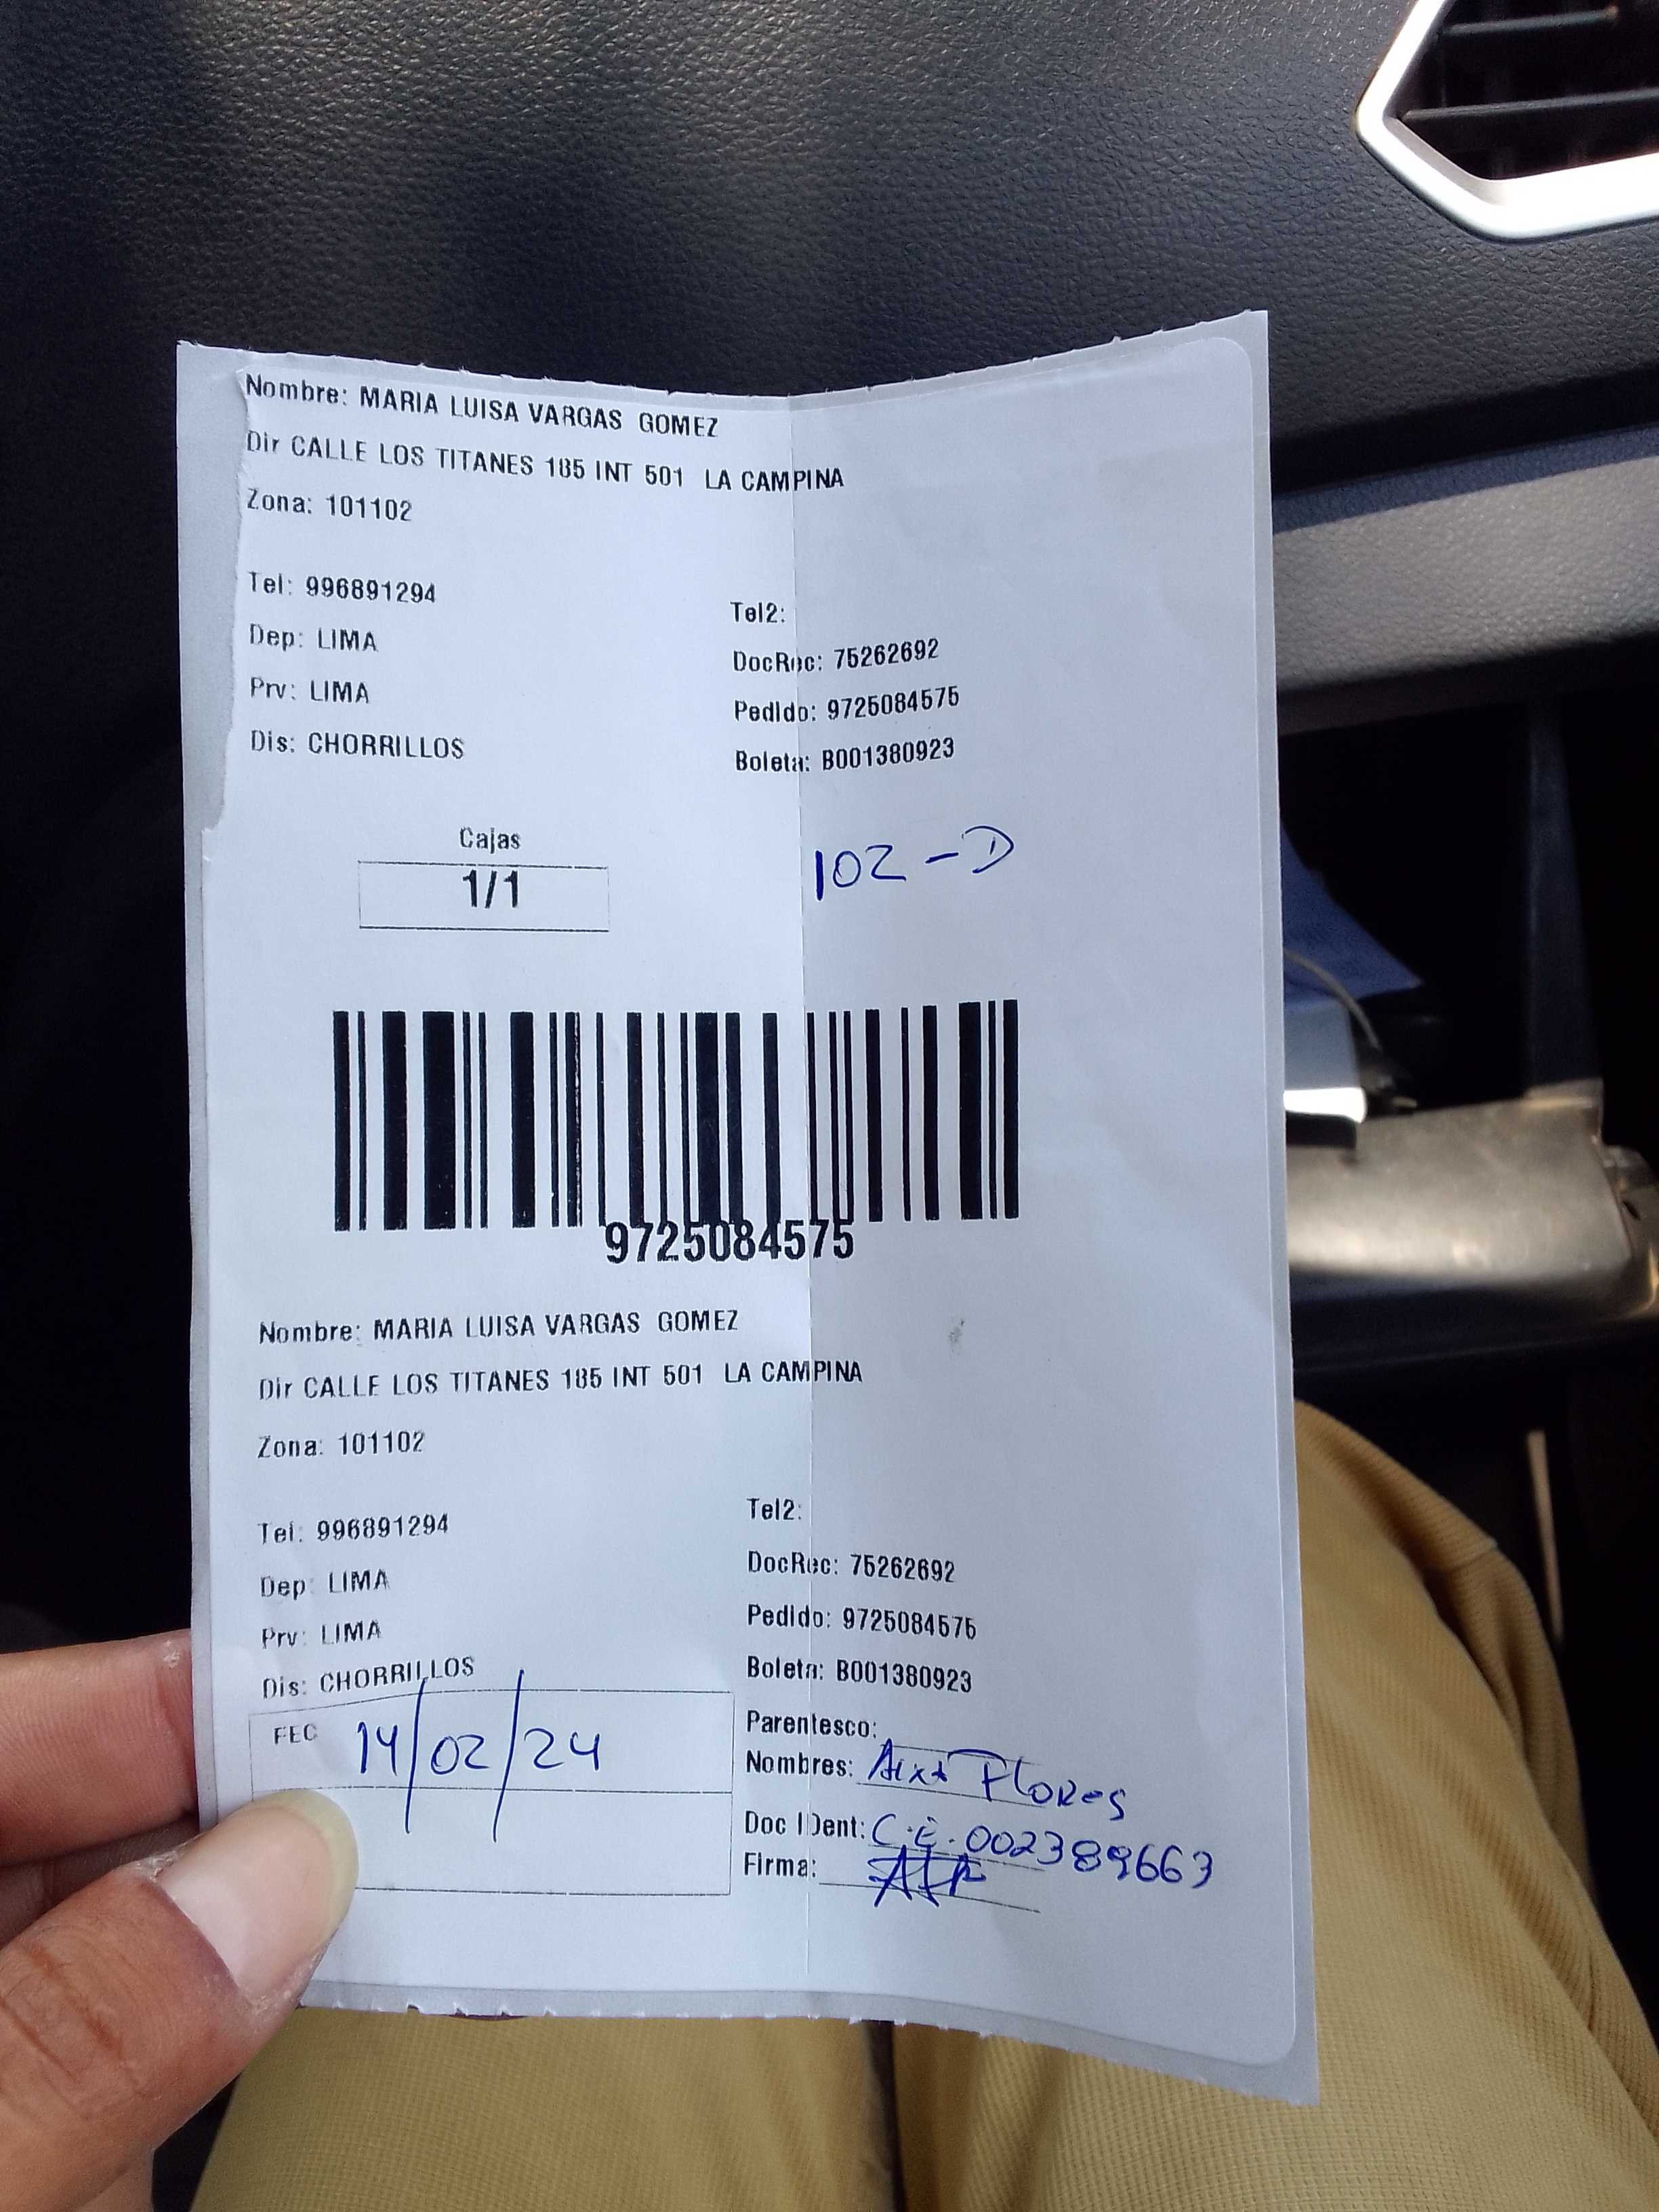 Nombre: MARIA LUISA VARGAS GOMEZ
Dir CALLE LOS TITANES 185 INT 501 LA CAMPINA
Zona: 101102
Tel: 996891294
Tel2:
Dep: LIMA
DocRec: 75262692
Prv: LIMA
Pedido: 9725084575
Dis: CHORRILLOS
Boleta: B001380923
Cajas
1/1
102-D
9725084575
Nombre: MARIA LUISA VARGAS GOMEZ
Dir CALLE LOS TITANES 185 INT 501 LA CAMPINA
Zona: 101102
Tel: 996891294
Tel2:
Dep: LIMA
DocRec: 75262692
Prv: LIMA
Pedido: 9725084575
Dis: CHORRILLOS
Boleta: B001380923
FEC 14/02/24
Parentesco:
Nombres: Flores
Doc IDent: C.E. 002389663
Firma: